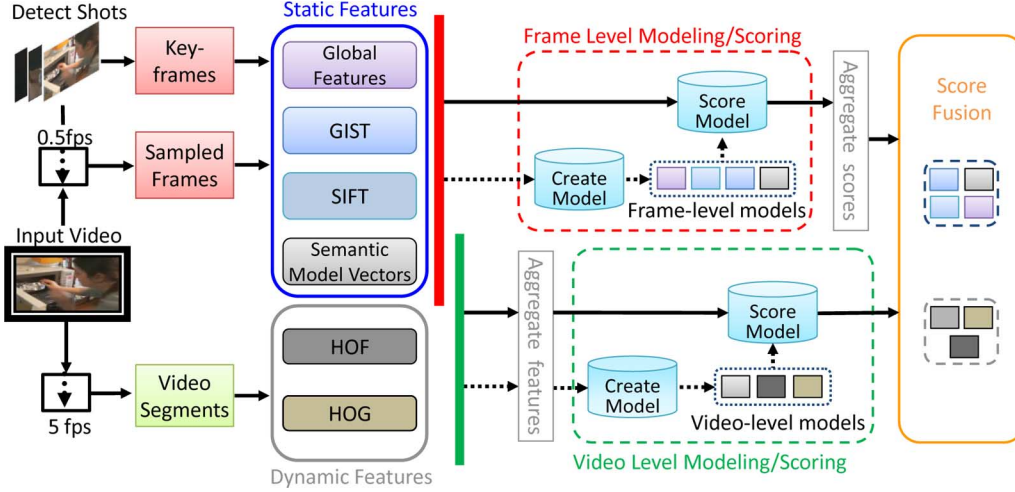 Detect Shots
Key-
frames
0.5fps
Sampled
Frames
Input Video
5 fps
Video
Segments
Static Features
Global
Features
GIST
SIFT
Semantic
Model Vectors
HOF
HOG
Dynamic Features
Frame Level Modeling/Scoring
Score
Model
Create
Model
Frame-level models
Aggregate scores
Aggregate features
Score
Model
Create
Model
Video-level models
Video Level Modeling/Scoring
Score
Fusion